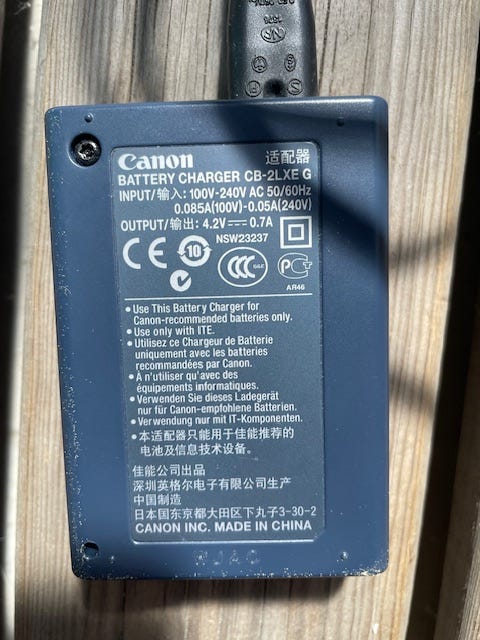 Canon 适配器
BATTERY CHARGER CB-2LXE G
INPUT/输入: 100V-240V AC 50/60Hz
0.085A(100V)-0.05A(240V)
OUTPUT/输出: 4.2V⎓0.7A
NSW23237
CE 10 CCC S&E PCT
AR46
• Use This Battery Charger for
Canon-recommended batteries only.
• Use only with ITE.
• Utilisez ce Chargeur de Batterie
uniquement avec les batteries
recommandées par Canon.
• A n'utiliser qu'avec des
équipements informatiques.
• Verwenden Sie dieses Ladegerät
nur für Canon-empfohlene Batterien.
• Verwendung nur mit IT-Komponenten.
• 本适配器只能用于佳能推荐的
电池及信息技术设备。
佳能公司出品
深圳英格尔电子有限公司生产
中国制造
日本国东京都大田区下丸子3-30-2
CANON INC. MADE IN CHINA